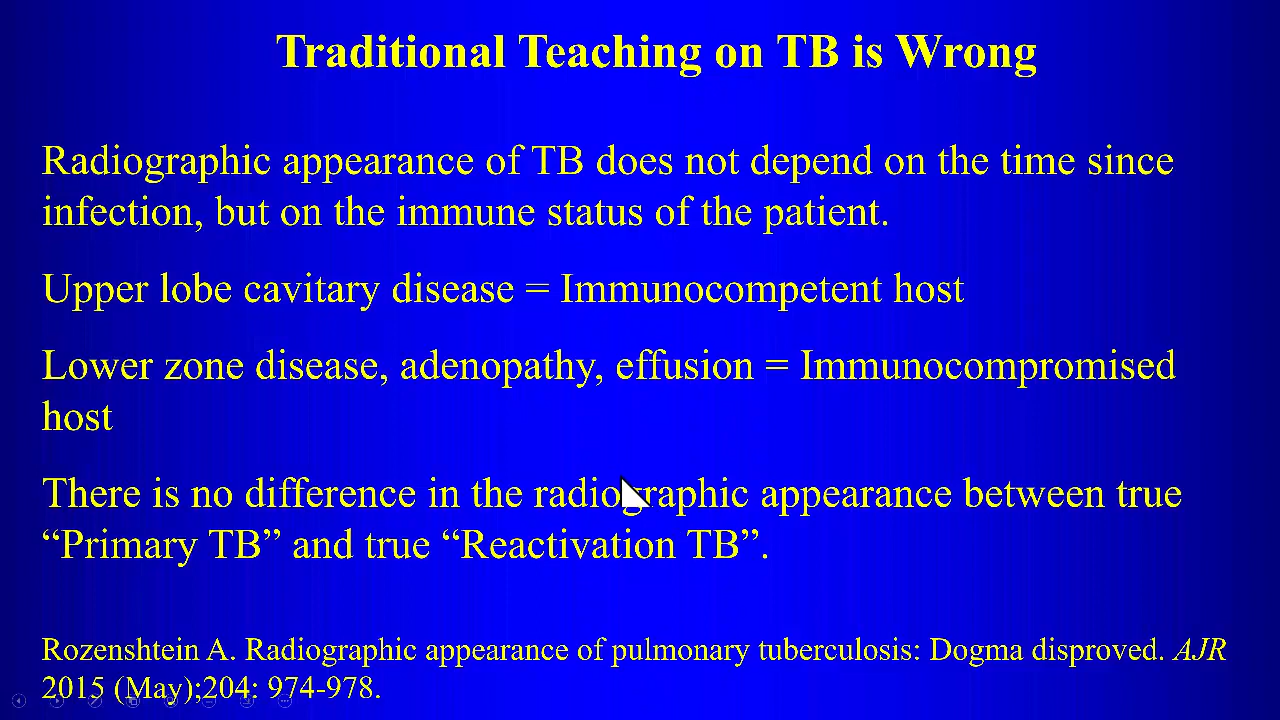 Traditional Teaching on TB is Wrong
Radiographic appearance of TB does not depend on the time since
infection, but on the immune status of the patient.
Upper lobe cavitary disease = Immunocompetent host
Lower zone disease, adenopathy, effusion = Immunocompromised
host
There is no difference in the radiographic appearance between true
“Primary TB” and true “Reactivation TB”.
Rozenshtein A. Radiographic appearance of pulmonary tuberculosis: Dogma disproved. AJR
2015 (May);204: 974-978.